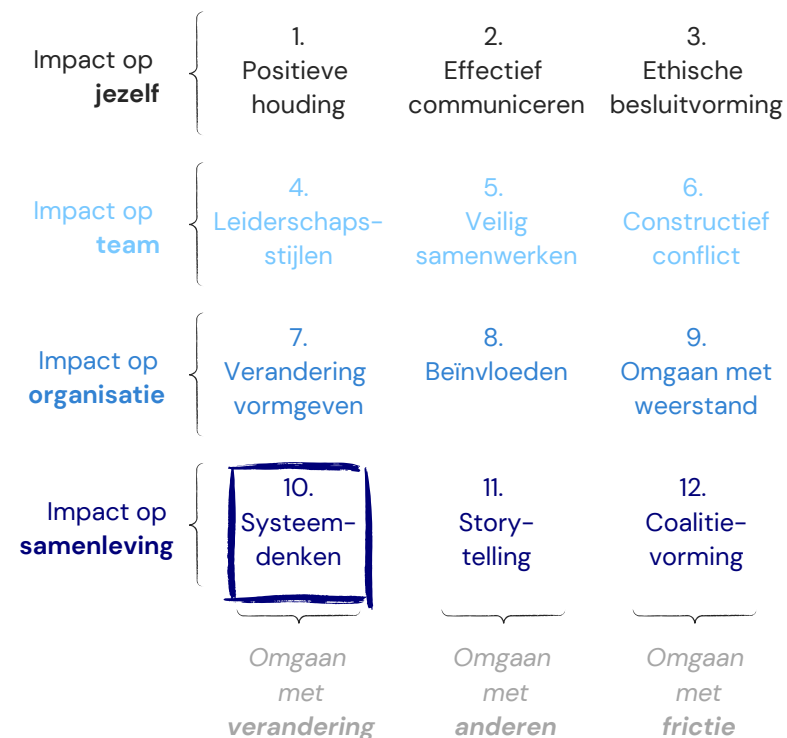 Impact op
jezelf
1.
Positieve
houding
2.
Effectief
communiceren
3.
Ethische
besluitvorming
Impact op
team
4.
Leiderschaps-
stijlen
5.
Veilig
samenwerken
6.
Constructief
conflict
Impact op
organisatie
7.
Verandering
vormgeven
8.
Beïnvloeden
9.
Omgaan met
weerstand
Impact op
samenleving
10.
Systeem-
denken
11.
Story-
telling
12.
Coalitie-
vorming
Omgaan
met
verandering
Omgaan
met
anderen
Omgaan
met
frictie